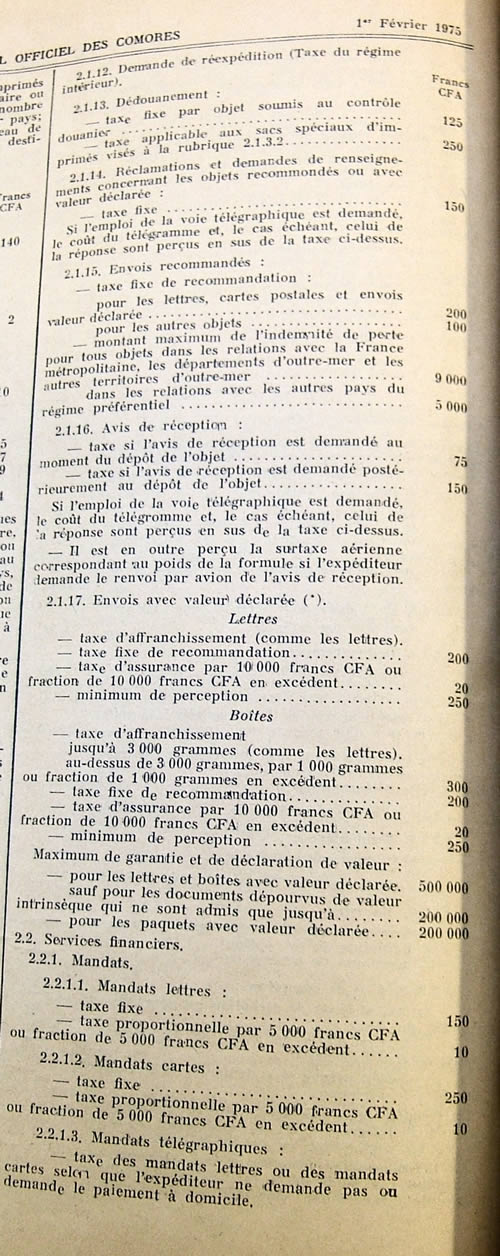 L OFFICIEL DES COMORES
1er Février 1975
primés
aire ou
nombre
- pays;
eau de
desti-
rancs
CFA
140
2
2.1.12. Demande de réexpédition (Taxe du régime
intérieur).
Francs
CFA
2.1.13. Dédouanement :
— taxe fixe par objet soumis au contrôle
douanier ............ 125
— taxe applicable aux sacs spéciaux d'im-
primés visés à la rubrique 2.1.3.2............ 250
2.1.14. Réclamations et demandes de renseigne-
ments concernant les objets recommondés ou avec
valeur déclarée :
— taxe fixe ............ 150
Si l'emploi de la voie télégraphique est demandé,
le coût du télégramme et, le cas échéant, celui de
la réponse sont perçus en sus de la taxe ci-dessus.
2.1.15. Envois recommandés :
— taxe fixe de recommandation :
pour les lettres, cartes postales et envois
valeur déclarée ............ 200
pour les autres objets ............ 100
— montant maximum de l'indemnité de perte
pour tous objets dans les relations avec la France
métropolitaine, les départements d'outre-mer et les
autres territoires d'outre-mer ............ 9 000
dans les relations avec les autres pays du
régime préférentiel ............ 5 000
2.1.16. Avis de réception :
— taxe si l'avis de réception est demandé au
moment du dépôt de l'objet ............ 75
— taxe si l'avis de réception est demandé posté-
rieurement au dépôt de l'objet............ 150
Si l'emploi de la voie télégraphique est demandé,
le coût du télégromme et, le cas échéant, celui de
la réponse sont perçus en sus de la taxe ci-dessus.
— Il est en outre perçu la surtaxe aérienne
correspondant au poids de la formule si l'expéditeur
demande le renvoi par avion de l'avis de réception.
2.1.17. Envois avec valeur déclarée (*).
Lettres
— taxe d'affranchissement (comme les lettres).
— taxe fixe de recommandation............ 200
— taxe d'assurance par 10 000 francs CFA ou
fraction de 10 000 francs CFA en excédent........ 20
— minimum de perception ............ 250
Boîtes
— taxe d'affranchissement
jusqu'à 3 000 grammes (comme les lettres).
au-dessus de 3 000 grammes, par 1 000 grammes
ou fraction de 1 000 grammes en excédent........ 300
— taxe fixe de recommandation............ 200
— taxe d'assurance par 10 000 francs CFA ou
fraction de 10 000 francs CFA en excédent........ 20
— minimum de perception ............ 250
Maximum de garantie et de déclaration de valeur :
— pour les lettres et boîtes avec valeur déclarée. 500 000
sauf pour les documents dépourvus de valeur
intrinsèque qui ne sont admis que jusqu'à........ 200 000
— pour les paquets avec valeur déclarée.... 200 000
2.2. Services financiers.
2.2.1. Mandats.
2.2.1.1. Mandats lettres :
— taxe fixe ............ 150
— taxe proportionnelle par 5 000 francs CFA
ou fraction de 5 000 francs CFA en excédent...... 10
2.2.1.2. Mandats cartes :
— taxe fixe ............ 250
— taxe proportionnelle par 5 000 francs CFA
ou fraction de 5 000 francs CFA en excédent...... 10
2.2.1.3. Mandats télégraphiques :
— taxe des mandats lettres ou des mandats
cartes selon que l'expéditeur ne demande pas ou
demande le paiement à domicile.